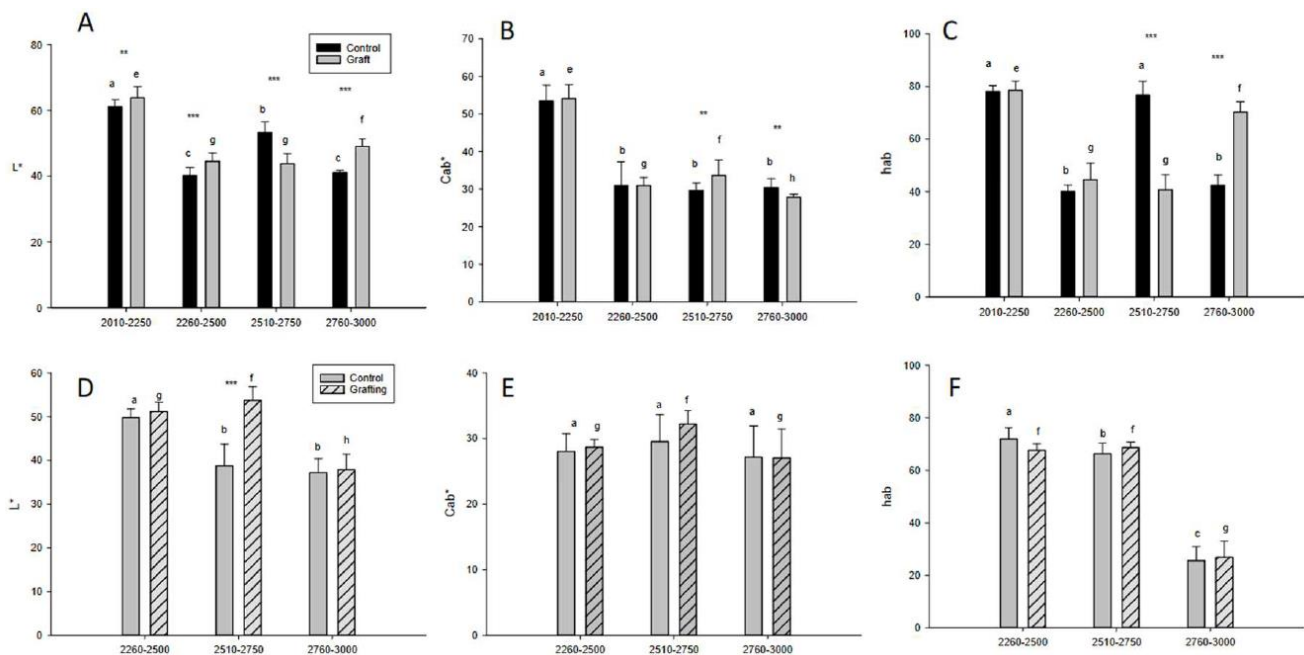 A
80
60
40
20
0
L*
Control
Graft
** *** *** ***
a e c g b g c f
2010-2250 2260-2500 2510-2750 2760-3000
B
70
60
50
40
30
20
10
0
Cab*
** **
a e b g b f b h
2010-2250 2260-2500 2510-2750 2760-3000
C
100
80
60
40
20
0
hab
*** ***
a e b g a g b f
2010-2250 2260-2500 2510-2750 2760-3000
D
60
50
40
30
20
10
0
L*
Control
Grafting
***
a g b f b h
2260-2500 2510-2750 2760-3000
E
40
30
20
10
0
Cab*
a g a f a g
2260-2500 2510-2750 2760-3000
F
100
80
60
40
20
0
hab
a f b f c g
2260-2500 2510-2750 2760-3000